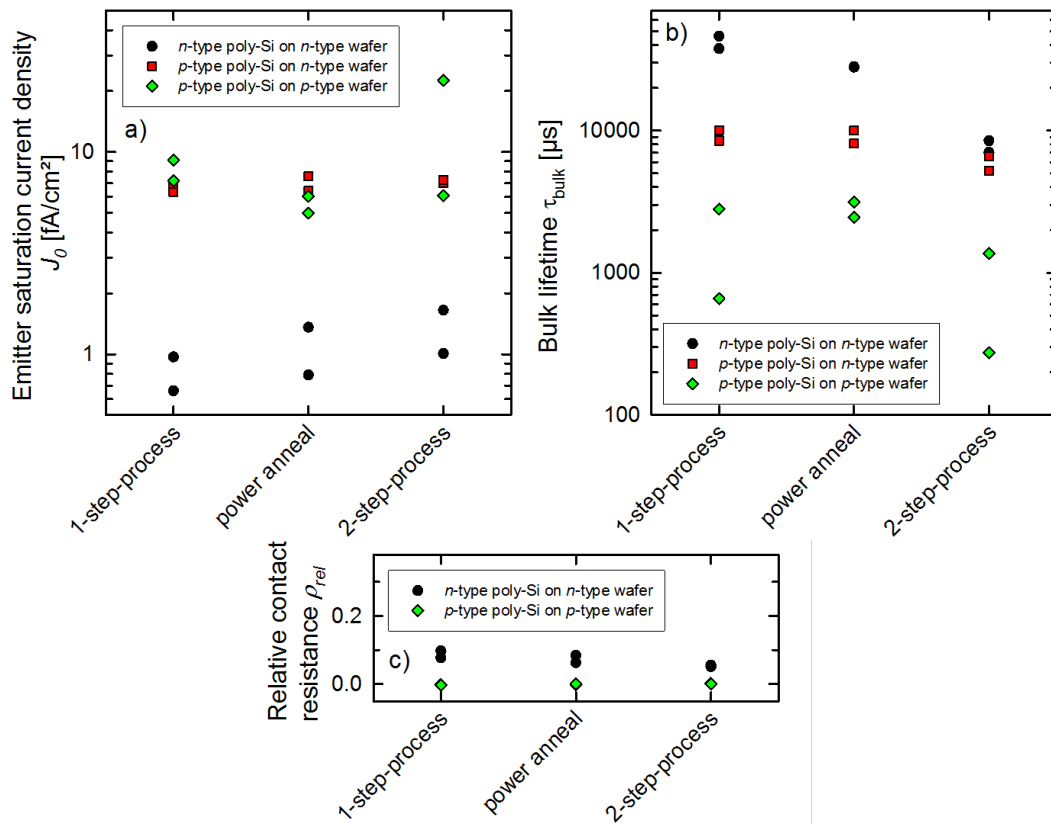 Emitter saturation current density
J₀ [fA/cm²]
10
1
n-type poly-Si on n-type wafer
p-type poly-Si on n-type wafer
p-type poly-Si on p-type wafer
a)
1-step-process
power anneal
2-step-process
Bulk lifetime τbulk [µs]
10000
1000
100
b)
n-type poly-Si on n-type wafer
p-type poly-Si on n-type wafer
p-type poly-Si on p-type wafer
1-step-process
power anneal
2-step-process
Relative contact
resistance ρrel
0.2
0.0
n-type poly-Si on n-type wafer
p-type poly-Si on p-type wafer
c)
1-step-process
power anneal
2-step-process